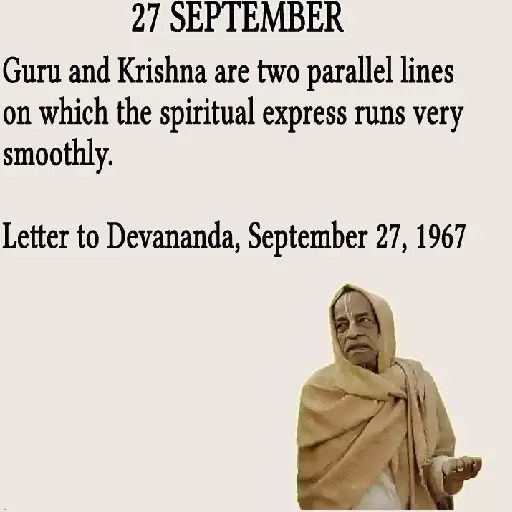 27 SEPTEMBER
Guru and Krishna are two parallel lines
on which the spiritual express runs very
smoothly.
Letter to Devananda, September 27, 1967